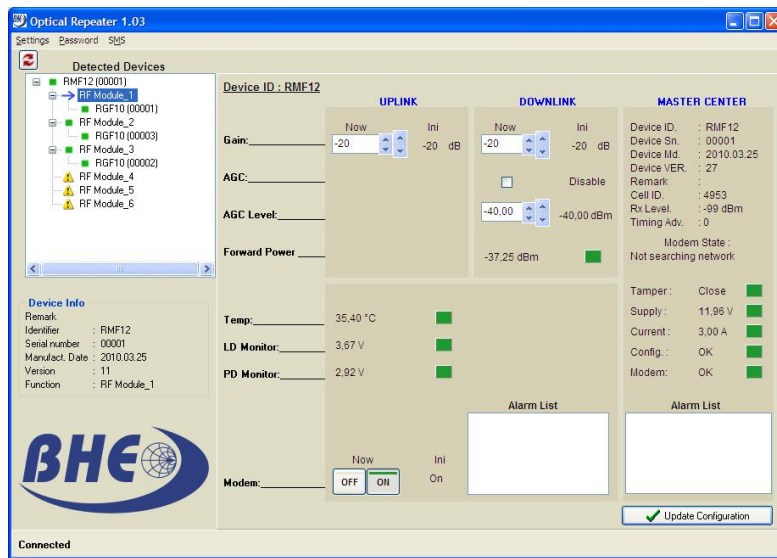 Optical Repeater 1.03
Settings Password SMS
Detected Devices
RMF12 (00001)
RF Module_1
RGF10 (00001)
RF Module_2
RGF10 (00003)
RF Module_3
RGF10 (00002)
RF Module_4
RF Module_5
RF Module_6
Device Info
Remark
Identifier : RMF12
Serial number : 00001
Manufact. Date : 2010.03.25
Version : 11
Function : RF Module_1
BHE
Device ID : RMF12
UPLINK DOWNLINK MASTER CENTER
Now Ini Now Ini
Gain: -20 -20 dB -20 -20 dB
AGC: Disable
AGC Level: -40,00 -40,00 dBm
Forward Power -37,25 dBm
Temp: 35,40 °C
LD Monitor: 3,67 V
PD Monitor: 2,92 V
Alarm List
Now Ini
Modem: OFF ON On
Device ID. : RMF12
Device Sn. : 00001
Device Md. : 2010.03.25
Device VER. : 27
Remark :
Cell ID. : 4953
Rx Level. : -99 dBm
Timing Adv. : 0
Modem State :
Not searching network
Tamper : Close
Supply : 11,96 V
Current : 3,00 A
Config. : OK
Modem: OK
Alarm List
Update Configuration
Connected